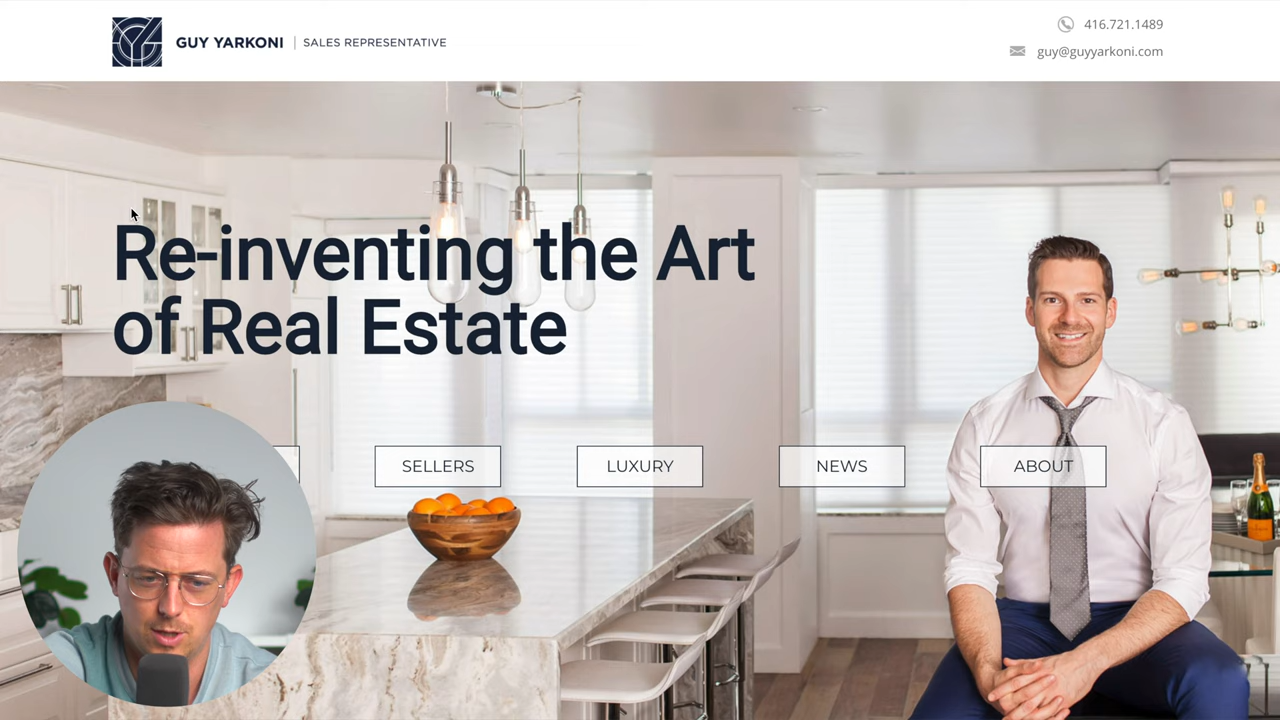 GUY YARKONI | SALES REPRESENTATIVE
416.721.1489
guy@guyyarkoni.com
Re-inventing the Art
of Real Estate
SELLERS
LUXURY
NEWS
ABOUT